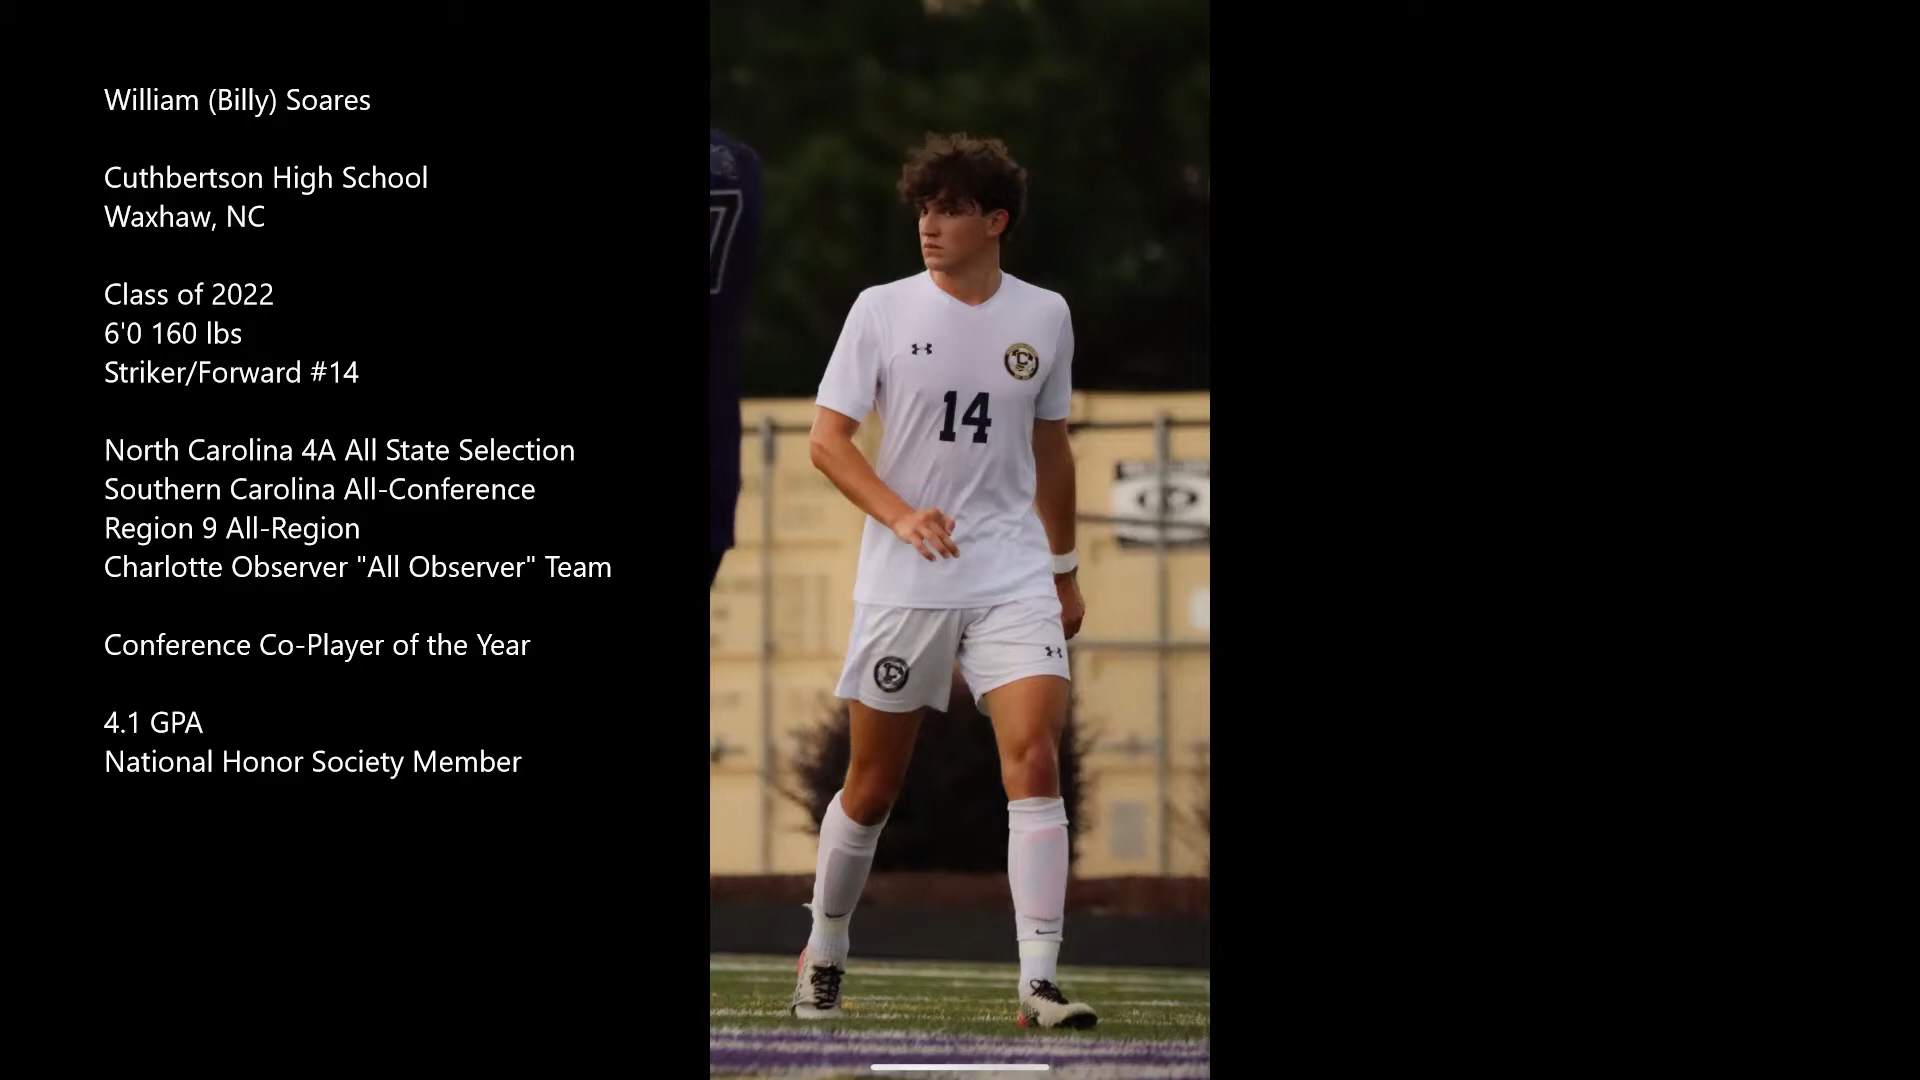 William (Billy) Soares
Cuthbertson High School
Waxhaw, NC
Class of 2022
6'0 160 lbs
Striker/Forward #14
North Carolina 4A All State Selection
Southern Carolina All-Conference
Region 9 All-Region
Charlotte Observer "All Observer" Team
Conference Co-Player of the Year
4.1 GPA
National Honor Society Member
7
C
14
C